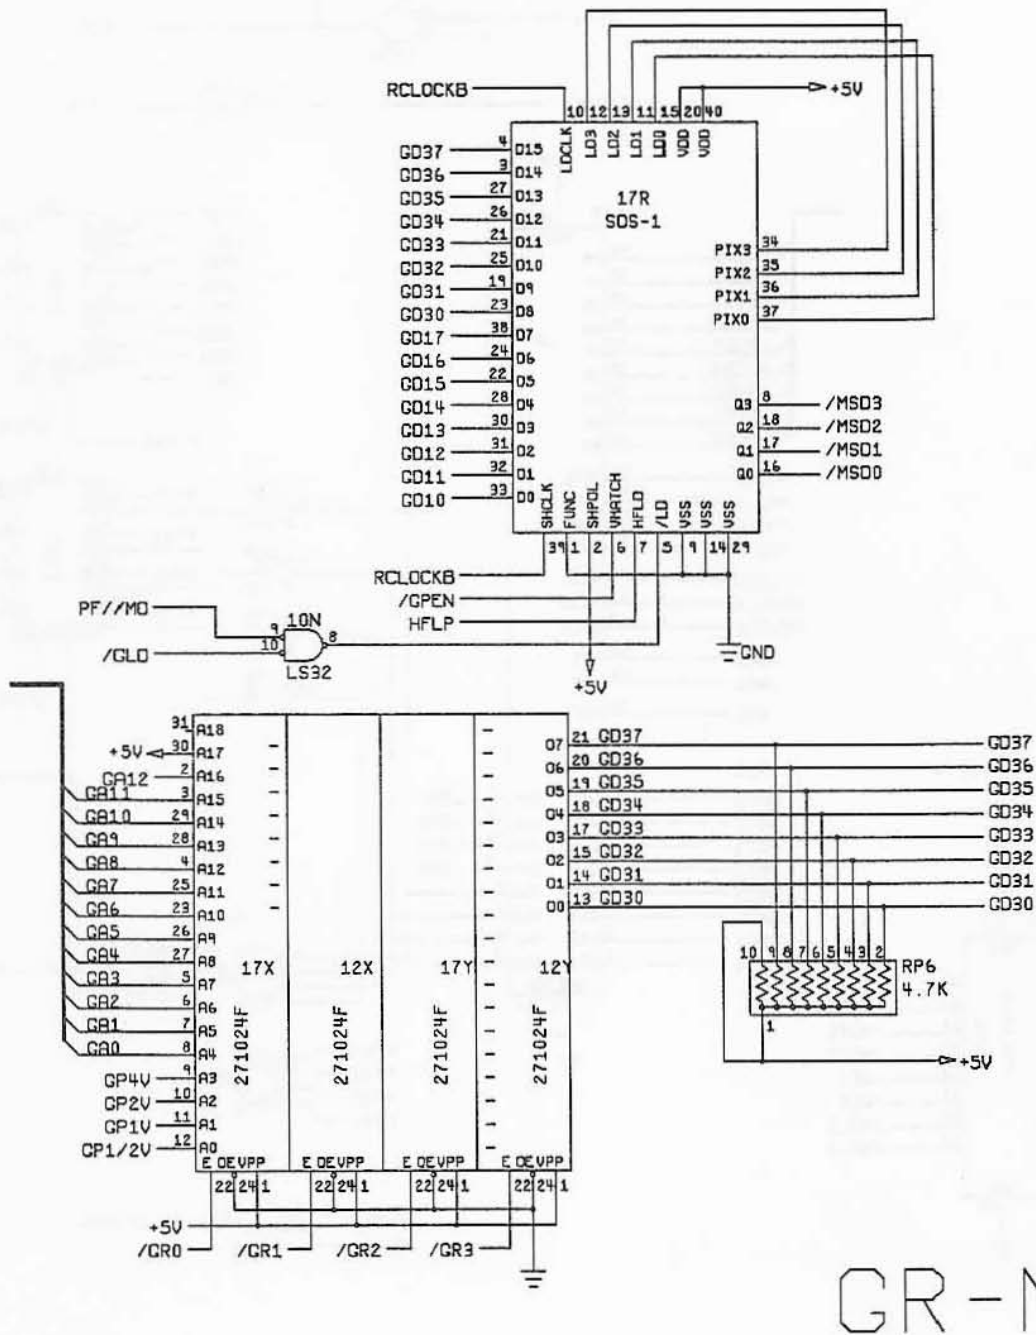 RCLOCKB
10 12 13 11 15 20 40
+5V
LDCLK LD3 LD2 LD1 LD0 VDD VDD
GD37 4 D15
GD36 3 D14
GD35 27 D13
GD34 26 D12
GD33 21 D11
GD32 25 D10
GD31 19 D9
GD30 23 D8
GD17 38 D7
GD16 24 D6
GD15 22 D5
GD14 28 D4
GD13 30 D3
GD12 31 D2
GD11 32 D1
GD10 33 D0
17R
SOS-1
PIX3 34
PIX2 35
PIX1 36
PIX0 37
Q3 8 /MSD3
Q2 18 /MSD2
Q1 17 /MSD1
Q0 16 /MSD0
SHCLK FUNC SHPOL VMATCH HFLD /LD VSS VSS VSS
39 1 2 6 7 5 9 14 29
RCLOCKB
/GPEN
HFLP
GND
+5V
PF//MO
/GLD
9
10
10N
8
LS32
31 A18
+5V 30 A17
GA12 2 A16
GA11 3 A15
GA10 29 A14
GA9 28 A13
GA8 4 A12
GA7 25 A11
GA6 23 A10
GA5 26 A9
GA4 27 A8
GA3 5 A7
GA2 6 A6
GA1 7 A5
GA0 8 A4
GP4V 9 A3
GP2V 10 A2
GP1V 11 A1
GP1/2V 12 A0
17X 12X 17Y 12Y
271024F 271024F 271024F 271024F
O7 21 GD37 GD37
O6 20 GD36 GD36
O5 19 GD35 GD35
O4 18 GD34 GD34
O3 17 GD33 GD33
O2 15 GD32 GD32
O1 14 GD31 GD31
O0 13 GD30 GD30
10 9 8 7 6 5 4 3 2
RP6
4.7K
1
+5V
E OE VPP E OE VPP E OE VPP E OE VPP
22 24 1 22 24 1 22 24 1 22 24 1
+5V
/GR0 /GR1 /GR2 /GR3
GR-